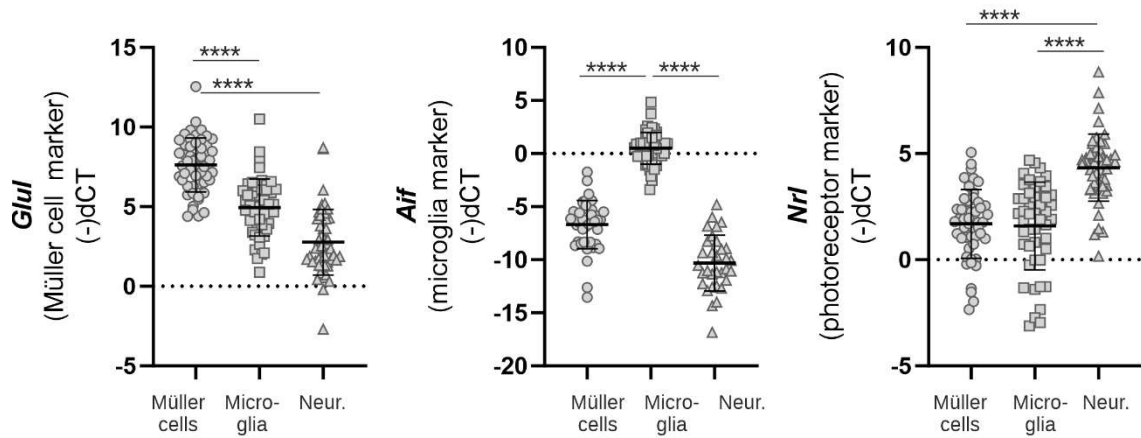 Glul
(Müller cell marker)
(-)dCT
15
10
5
0
-5
****
****
Müller
cells
Micro-
glia
Neur.
Aif
(microglia marker)
(-)dCT
10
5
0
-5
-10
-15
-20
****
****
Müller
cells
Micro-
glia
Neur.
Nrl
(photoreceptor marker)
(-)dCT
10
5
0
-5
****
****
Müller
cells
Micro-
glia
Neur.